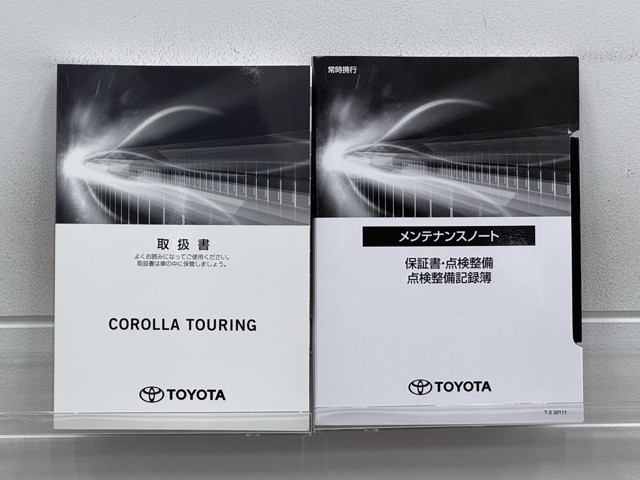 取扱書
よくお読みになってご使用ください。
取扱書は車の中に保管しましょう。
COROLLA TOURING
TOYOTA
常時携行
メンテナンスノート
保証書・点検整備
点検整備記録簿
TOYOTA
T-2 32111